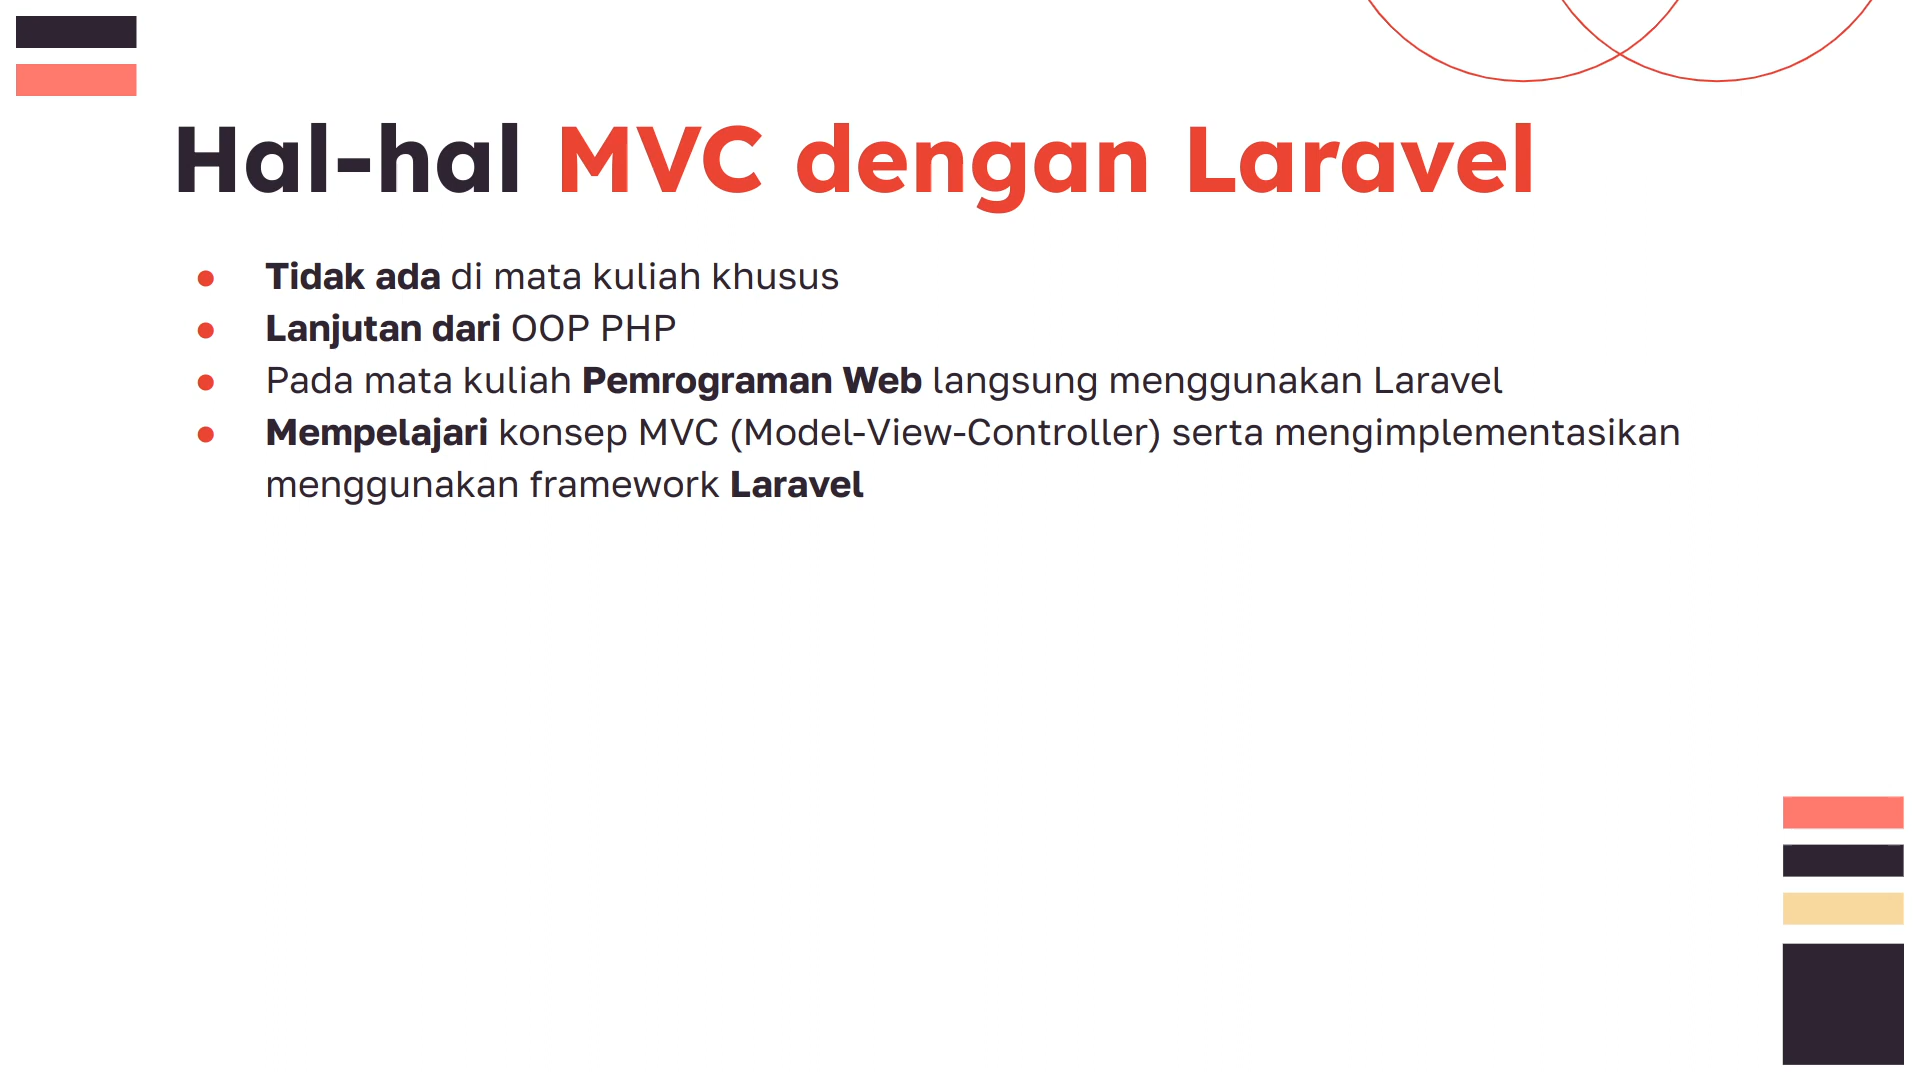 Hal-hal MVC dengan Laravel
● Tidak ada di mata kuliah khusus
● Lanjutan dari OOP PHP
● Pada mata kuliah Pemrograman Web langsung menggunakan Laravel
● Mempelajari konsep MVC (Model-View-Controller) serta mengimplementasikan
menggunakan framework Laravel